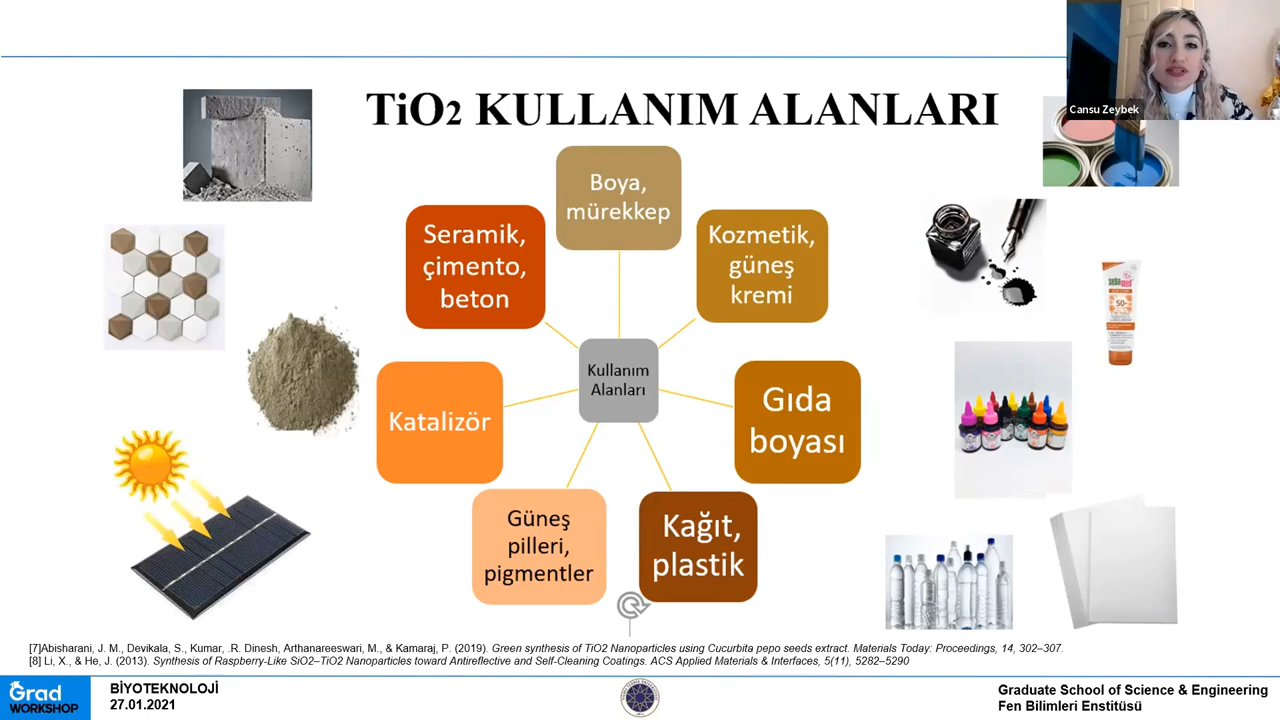 Cansu Zeybek
TiO2 KULLANIM ALANLARI
Boya,
mürekkep
Seramik,
çimento,
beton
Kozmetik,
güneş
kremi
Kullanım
Alanları
Katalizör
Gıda
boyası
Güneş
pilleri,
pigmentler
Kağıt,
plastik
50+
[7]Abisharani, J. M., Devikala, S., Kumar, .R. Dinesh, Arthanareeswari, M., & Kamaraj, P. (2019). Green synthesis of TiO2 Nanoparticles using Cucurbita pepo seeds extract. Materials Today: Proceedings, 14, 302–307.
[8] Li, X., & He, J. (2013). Synthesis of Raspberry-Like SiO2–TiO2 Nanoparticles toward Antireflective and Self-Cleaning Coatings. ACS Applied Materials & Interfaces, 5(11), 5282–5290
Grad
WORKSHOP
BİYOTEKNOLOJİ
27.01.2021
Graduate School of Science & Engineering
Fen Bilimleri Enstitüsü